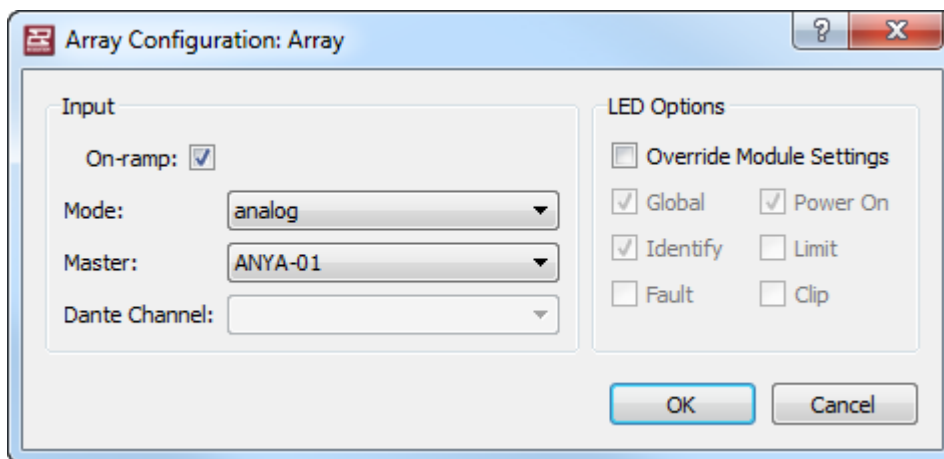 Array Configuration: Array
Input
On-ramp:
Mode: analog
Master: ANYA-01
Dante Channel:
LED Options
Override Module Settings
Global Power On
Identify Limit
Fault Clip
OK Cancel